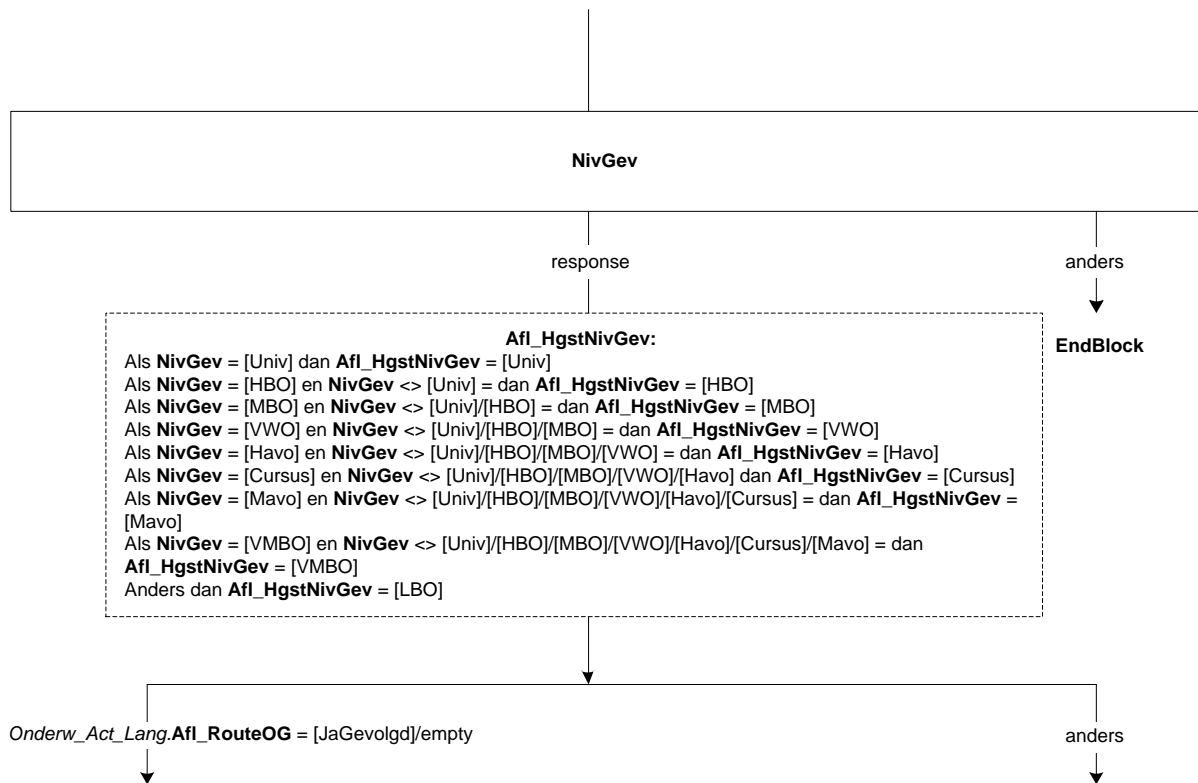 NivGev
response
anders
EndBlock
Afl_HgstNivGev:
Als NivGev = [Univ] dan Afl_HgstNivGev = [Univ]
Als NivGev = [HBO] en NivGev <> [Univ] = dan Afl_HgstNivGev = [HBO]
Als NivGev = [MBO] en NivGev <> [Univ]/[HBO] = dan Afl_HgstNivGev = [MBO]
Als NivGev = [VWO] en NivGev <> [Univ]/[HBO]/[MBO] = dan Afl_HgstNivGev = [VWO]
Als NivGev = [Havo] en NivGev <> [Univ]/[HBO]/[MBO]/[VWO] = dan Afl_HgstNivGev = [Havo]
Als NivGev = [Cursus] en NivGev <> [Univ]/[HBO]/[MBO]/[VWO]/[Havo] dan Afl_HgstNivGev = [Cursus]
Als NivGev = [Mavo] en NivGev <> [Univ]/[HBO]/[MBO]/[VWO]/[Havo]/[Cursus] = dan Afl_HgstNivGev =
[Mavo]
Als NivGev = [VMBO] en NivGev <> [Univ]/[HBO]/[MBO]/[VWO]/[Havo]/[Cursus]/[Mavo] = dan
Afl_HgstNivGev = [VMBO]
Anders dan Afl_HgstNivGev = [LBO]
Onderw_Act_Lang.Afl_RouteOG = [JaGevolgd]/empty
anders